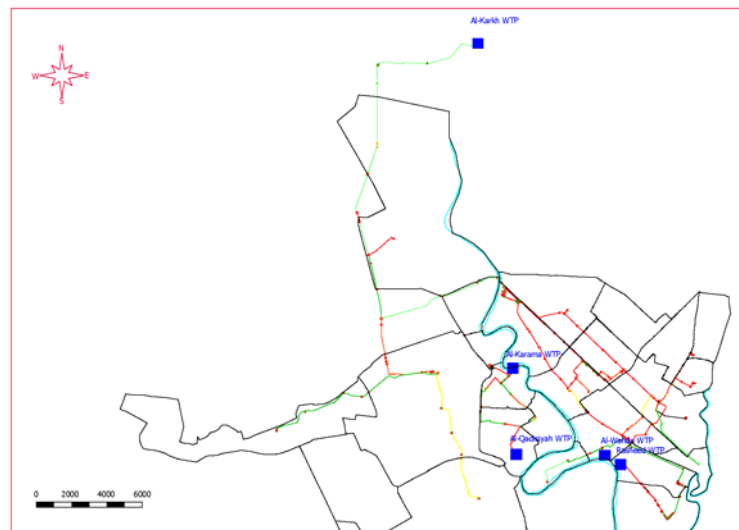 Al-Karkh WTP
N
W E
S
Al-Karama WTP
Al-Qadisiyah WTP
Al-Wahda WTP
Rasheed WTP
0 2000 4000 6000